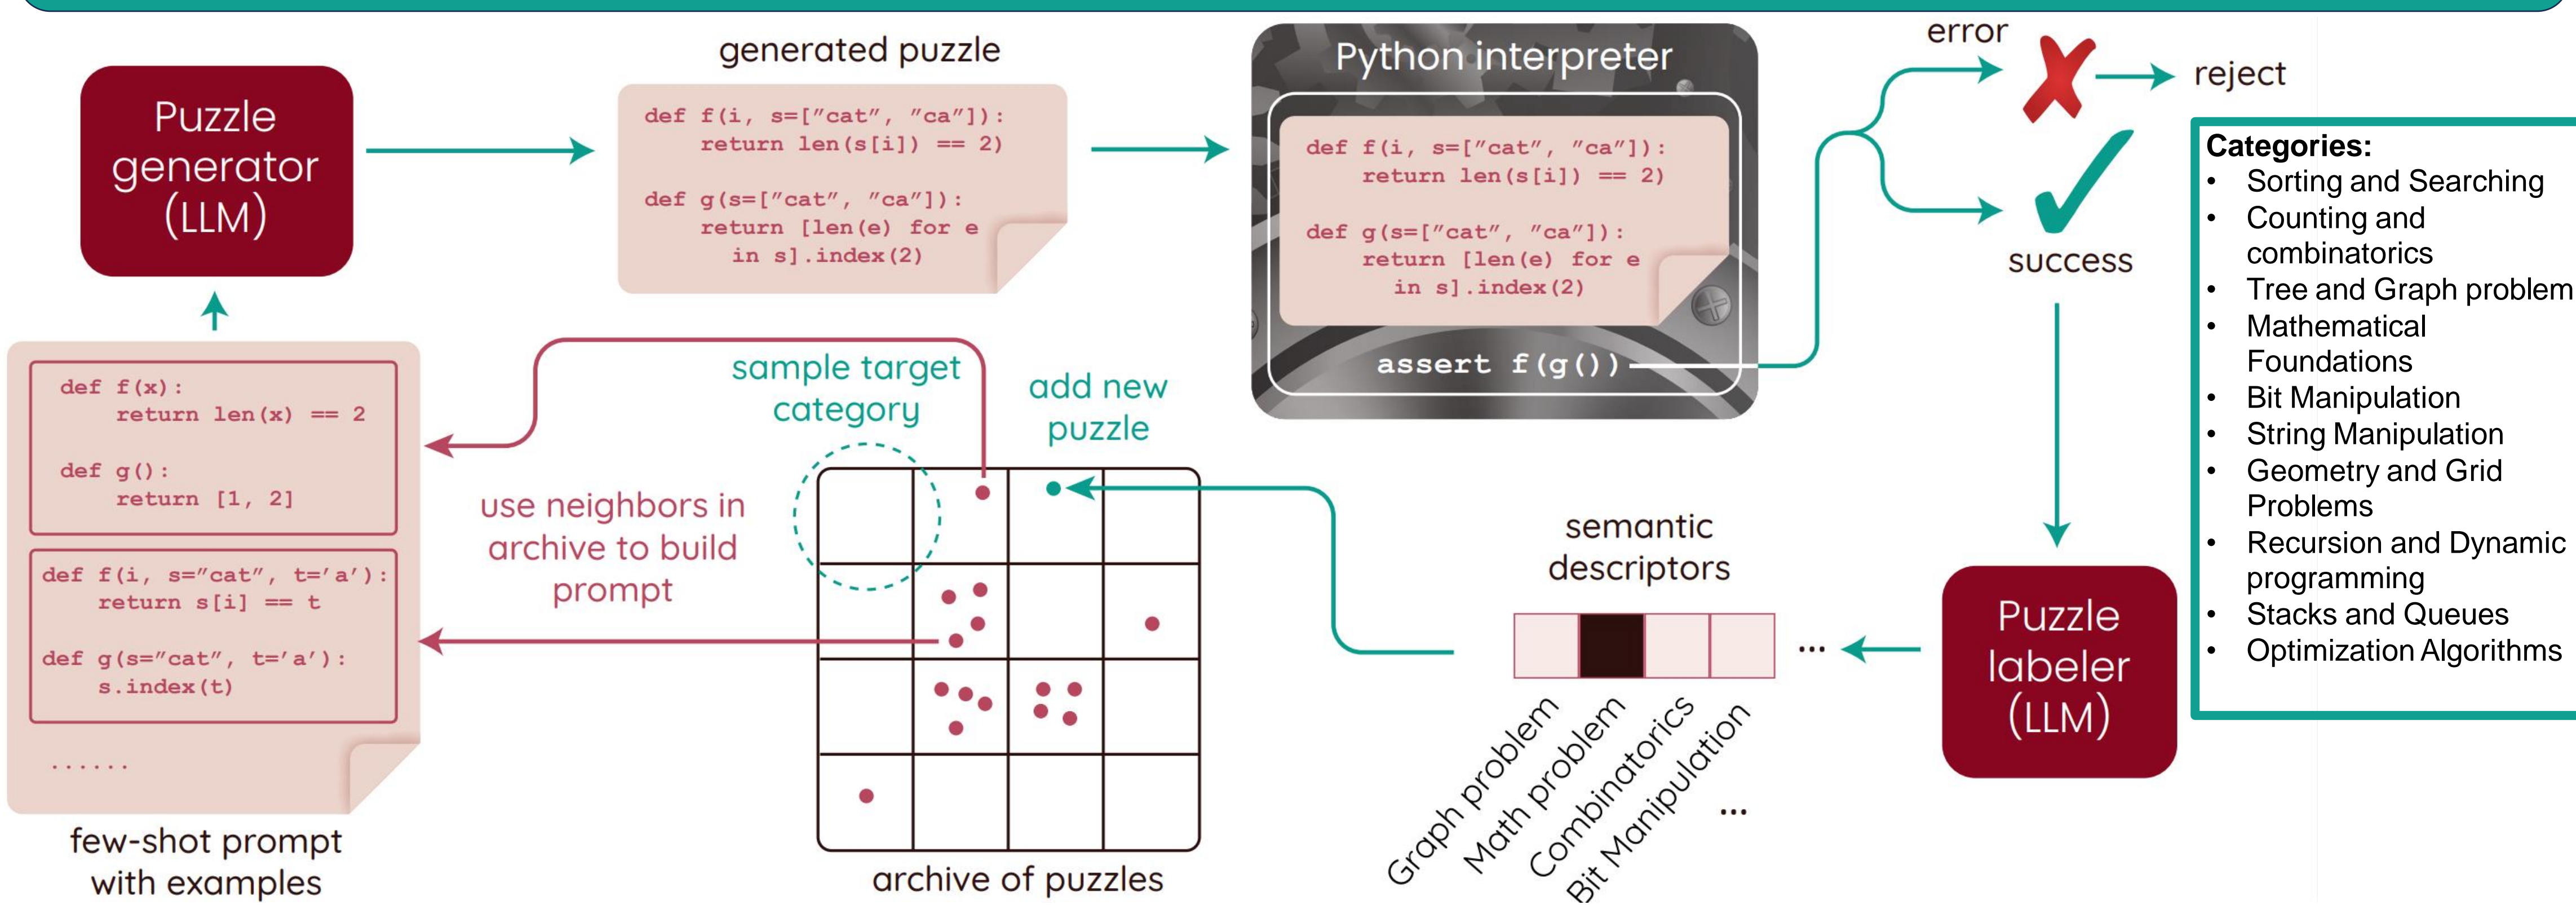 Puzzle
generator
(LLM)
generated puzzle
def f(i, s=["cat", "ca"]):
    return len(s[i]) == 2)
def g(s=["cat", "ca"]):
    return [len(e) for e
      in s].index(2)
Python interpreter
def f(i, s=["cat", "ca"]):
    return len(s[i]) == 2)
def g(s=["cat", "ca"]):
    return [len(e) for e
      in s].index(2)
assert f(g())
error
reject
success
Categories:
• Sorting and Searching
• Counting and
combinatorics
• Tree and Graph problem
• Mathematical
Foundations
• Bit Manipulation
• String Manipulation
• Geometry and Grid
Problems
• Recursion and Dynamic
programming
• Stacks and Queues
• Optimization Algorithms
def f(x):
    return len(x) == 2
def g():
    return [1, 2]
def f(i, s="cat", t='a'):
    return s[i] == t
def g(s="cat", t='a'):
    s.index(t)
......
few-shot prompt
with examples
sample target
category
add new
puzzle
use neighbors in
archive to build
prompt
archive of puzzles
semantic
descriptors
...
Graph problem
Math problem
Combinatorics
Bit Manipulation
...
Puzzle
labeler
(LLM)